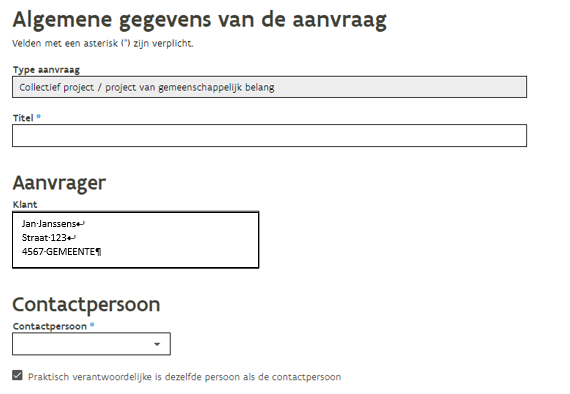 Algemene gegevens van de aanvraag
Velden met een asterisk (*) zijn verplicht.
Type aanvraag
Collectief project / project van gemeenschappelijk belang
Titel *
Aanvrager
Klant
Jan·Janssens↵
Straat·123↵
4567·GEMEENTE¶
Contactpersoon
Contactpersoon *
Praktisch verantwoordelijke is dezelfde persoon als de contactpersoon